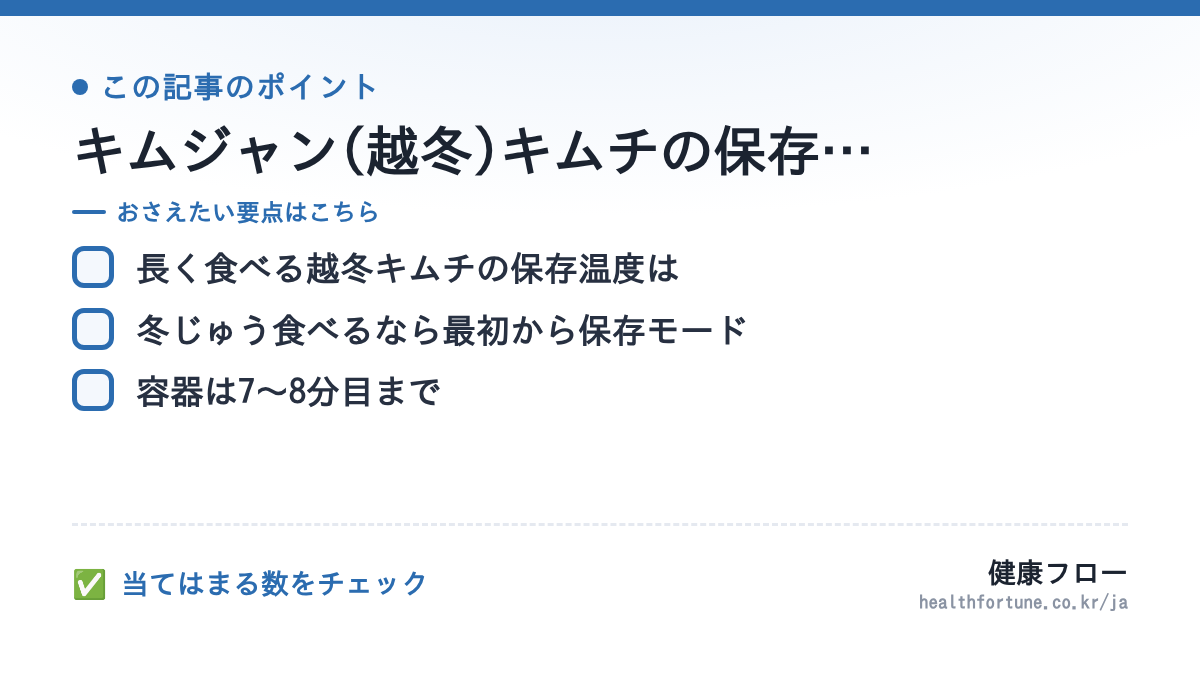 この記事のポイント
キムジャン(越冬)キムチの保存…
おさえたい要点はこちら
長く食べる越冬キムチの保存温度は
冬じゅう食べるなら最初から保存モード
容器は7〜8分目まで
当てはまる数をチェック
健康フロー
healthfortune.co.kr/ja